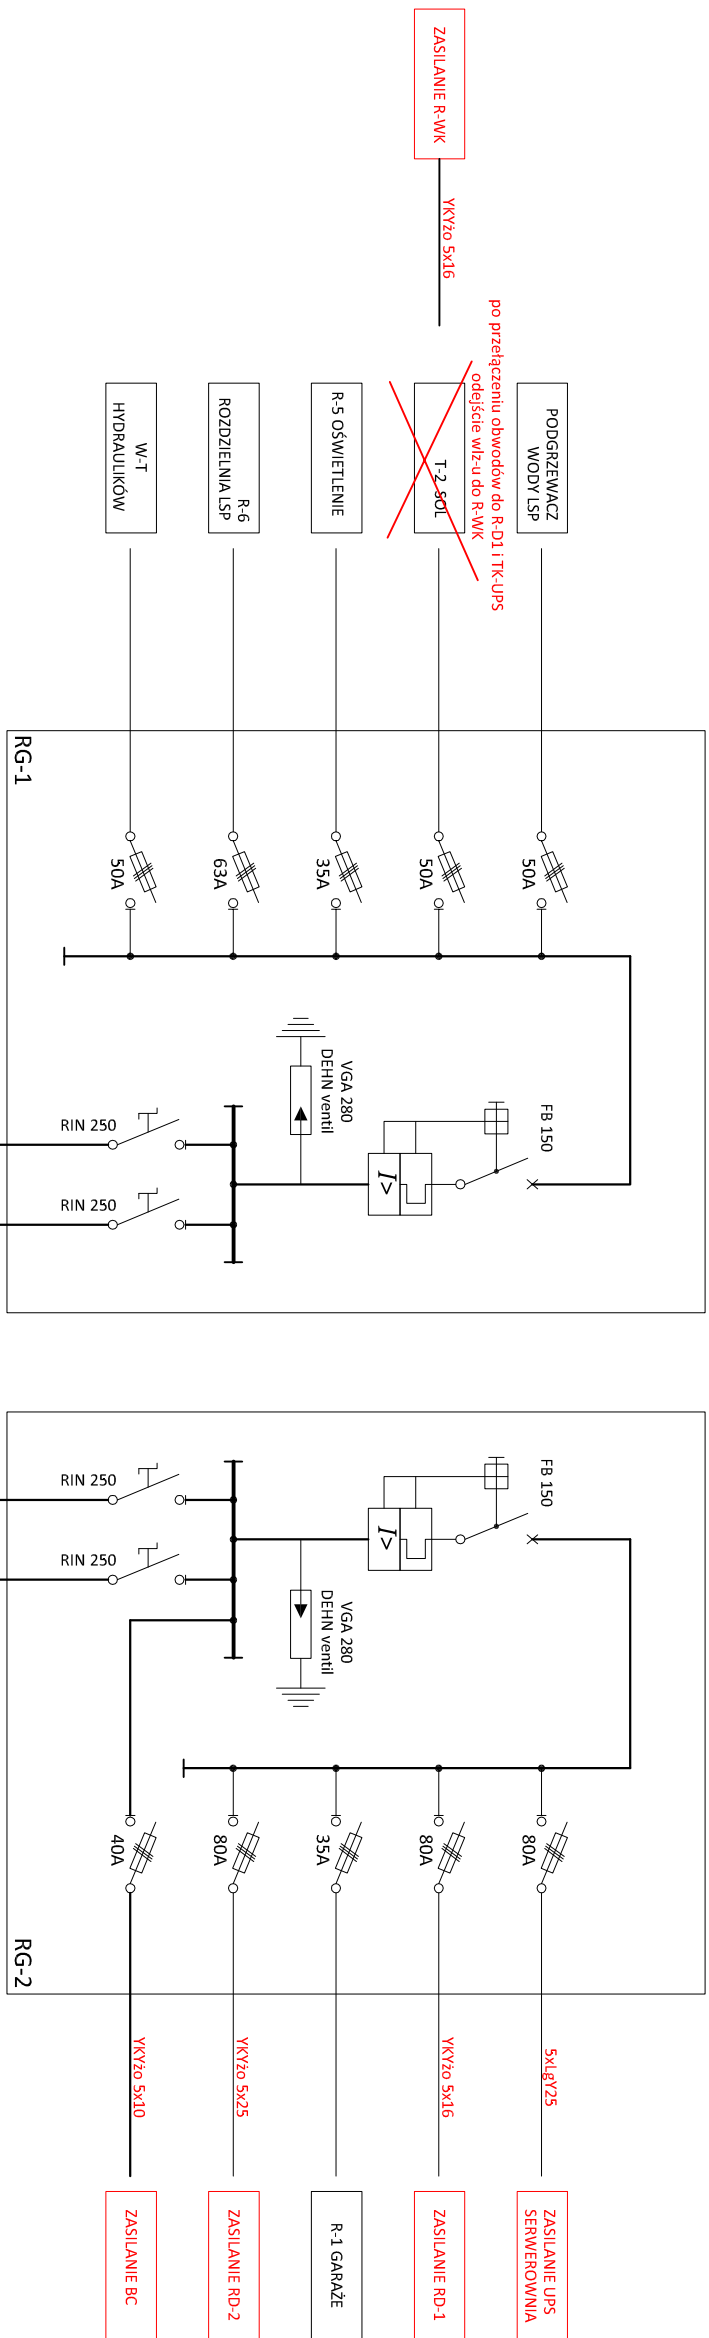 ZASILANIE R-WK
YKYżo 5x16
po przełączeniu obwodów do R-D1 i TK-UPS
odejście wlz-u do R-WK
PODGRZEWACZ
WODY LSP
T-2 SOL
R-5 OŚWIETLENIE
R-6
ROZDZIELNIA LSP
W-T
HYDRAULIKÓW
RG-1
50A
50A
35A
63A
50A
FB 150
I>
VGA 280
DEHN ventil
RIN 250
RIN 250
FB 150
I>
VGA 280
DEHN ventil
RIN 250
RIN 250
80A
80A
35A
80A
40A
RG-2
5xLgY25
YKYżo 5x16
YKYżo 5x25
YKYżo 5x10
ZASILANIE UPS
SERWEROWNIA
ZASILANIE RD-1
R-1 GARAŻE
ZASILANIE RD-2
ZASILANIE BC